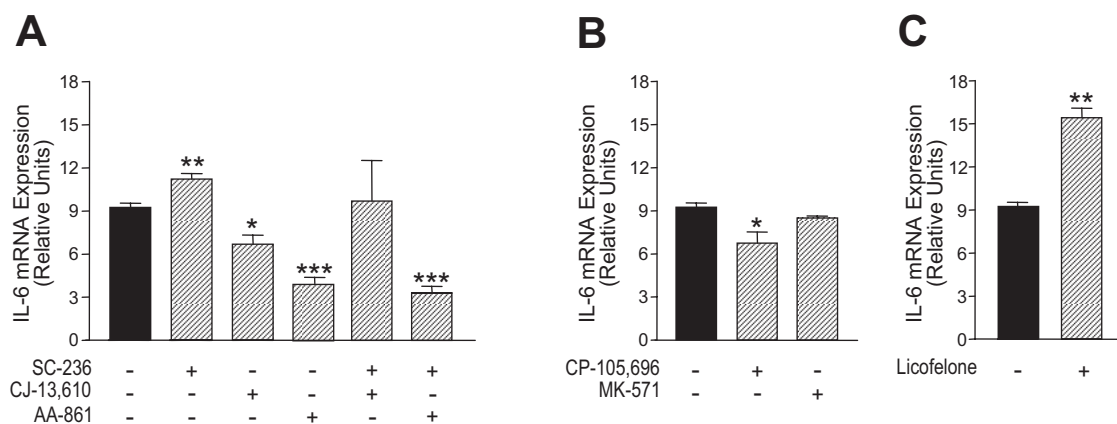 A
IL-6 mRNA Expression
(Relative Units)
18
15
12
9
6
3
0
**
*
***
***
SC-236 - + - - + +
CJ-13,610 - - + - + -
AA-861 - - - + - +
B
IL-6 mRNA Expression
(Relative Units)
18
15
12
9
6
3
0
*
CP-105,696 - + -
MK-571 - - +
C
IL-6 mRNA Expression
(Relative Units)
18
15
12
9
6
3
0
**
Licofelone - +